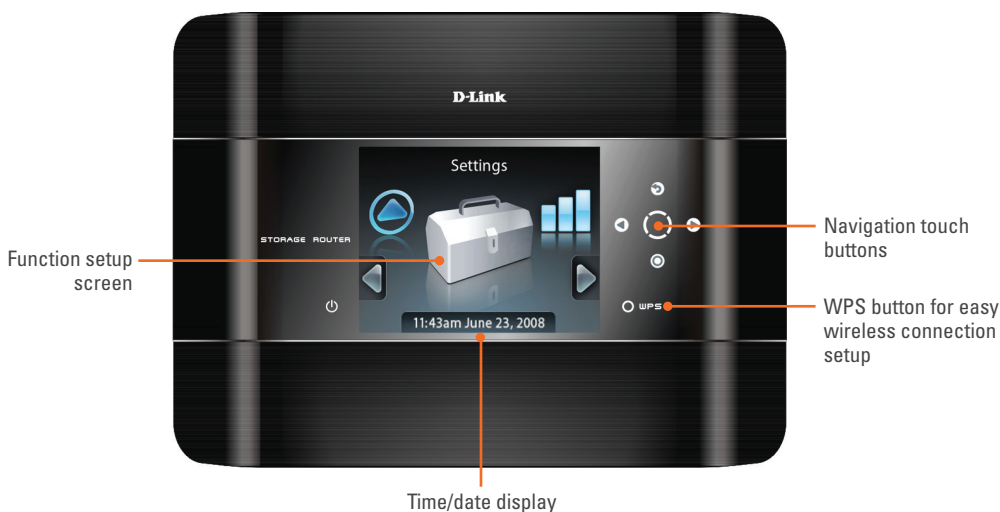 D-Link
Settings
STORAGE ROUTER
Function setup
screen
Navigation touch
buttons
WPS
WPS button for easy
wireless connection
setup
11:43am June 23, 2008
Time/date display